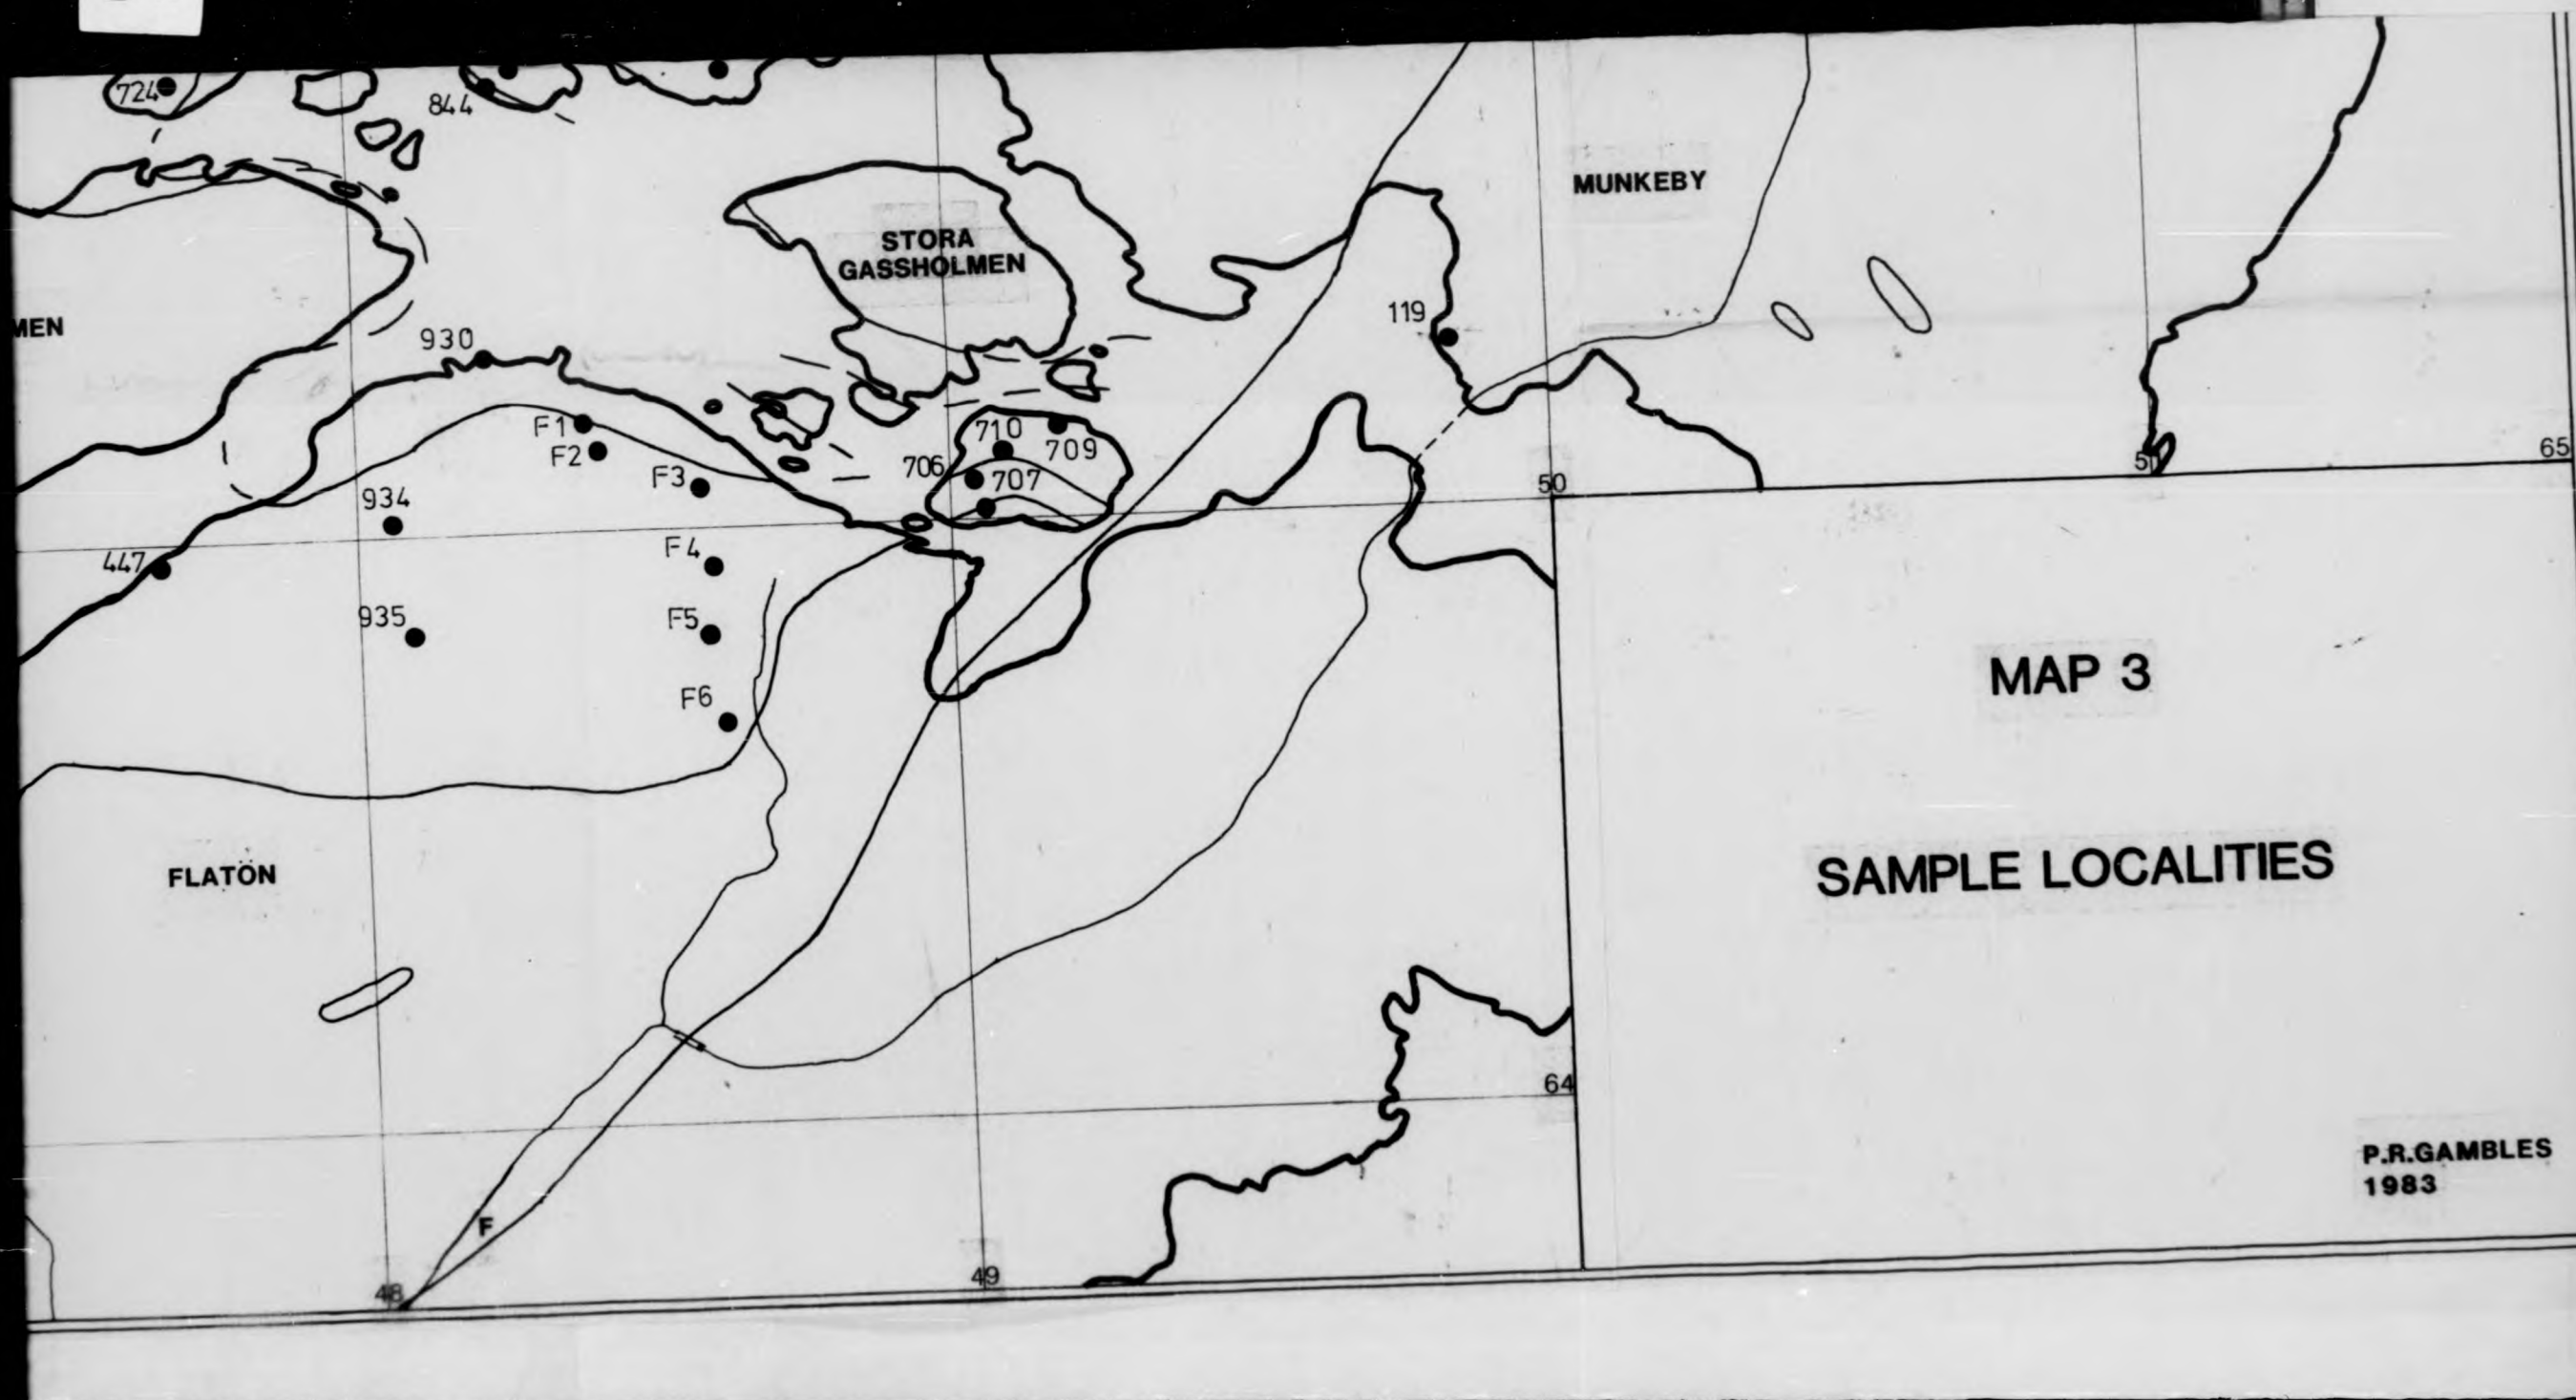 724
844
MUNKEBY
STORA
GASSHOLMEN
119
MEN
930
F1
F2
710
709
706
707
F3
65
51
50
934
447
F4
935
F5
F6
MAP 3
SAMPLE LOCALITIES
FLATÖN
64
P.R.GAMBLES
1983
F
49
48